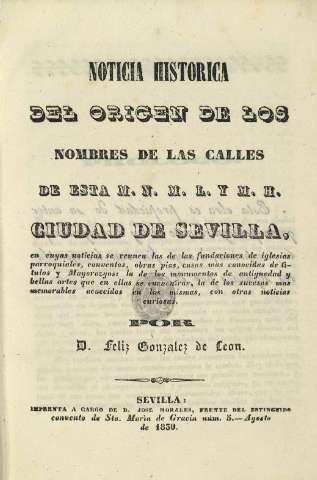 NOTICIA HISTORICA
DEL ORIGEN DE LOS
NOMBRES DE LAS CALLES
DE ESTA M. N. M. L. Y M. H.
CIUDAD DE SEVILLA,
en cuyas noticias se reunen las de las fundaciones de iglesias
parroquiales, conventos, obras pias, casas mas conocidas de ti-
tulos y Mayorazgos: la de los monumentos de antigüedad y
bellas artes que en ellas se encuentran, la de los sucesos mas
memorables acaecidos en las mismas, con otras noticias
curiosas.
POR
D. Feliz Gonzalez de Leon.
SEVILLA:
IMPRENTA A CARGO DE D. JOSE MORALES, FRENTE DEL ESTINGUIDO
convento de Sta. Maria de Gracia núm. 8.—Agosto
de 1839.